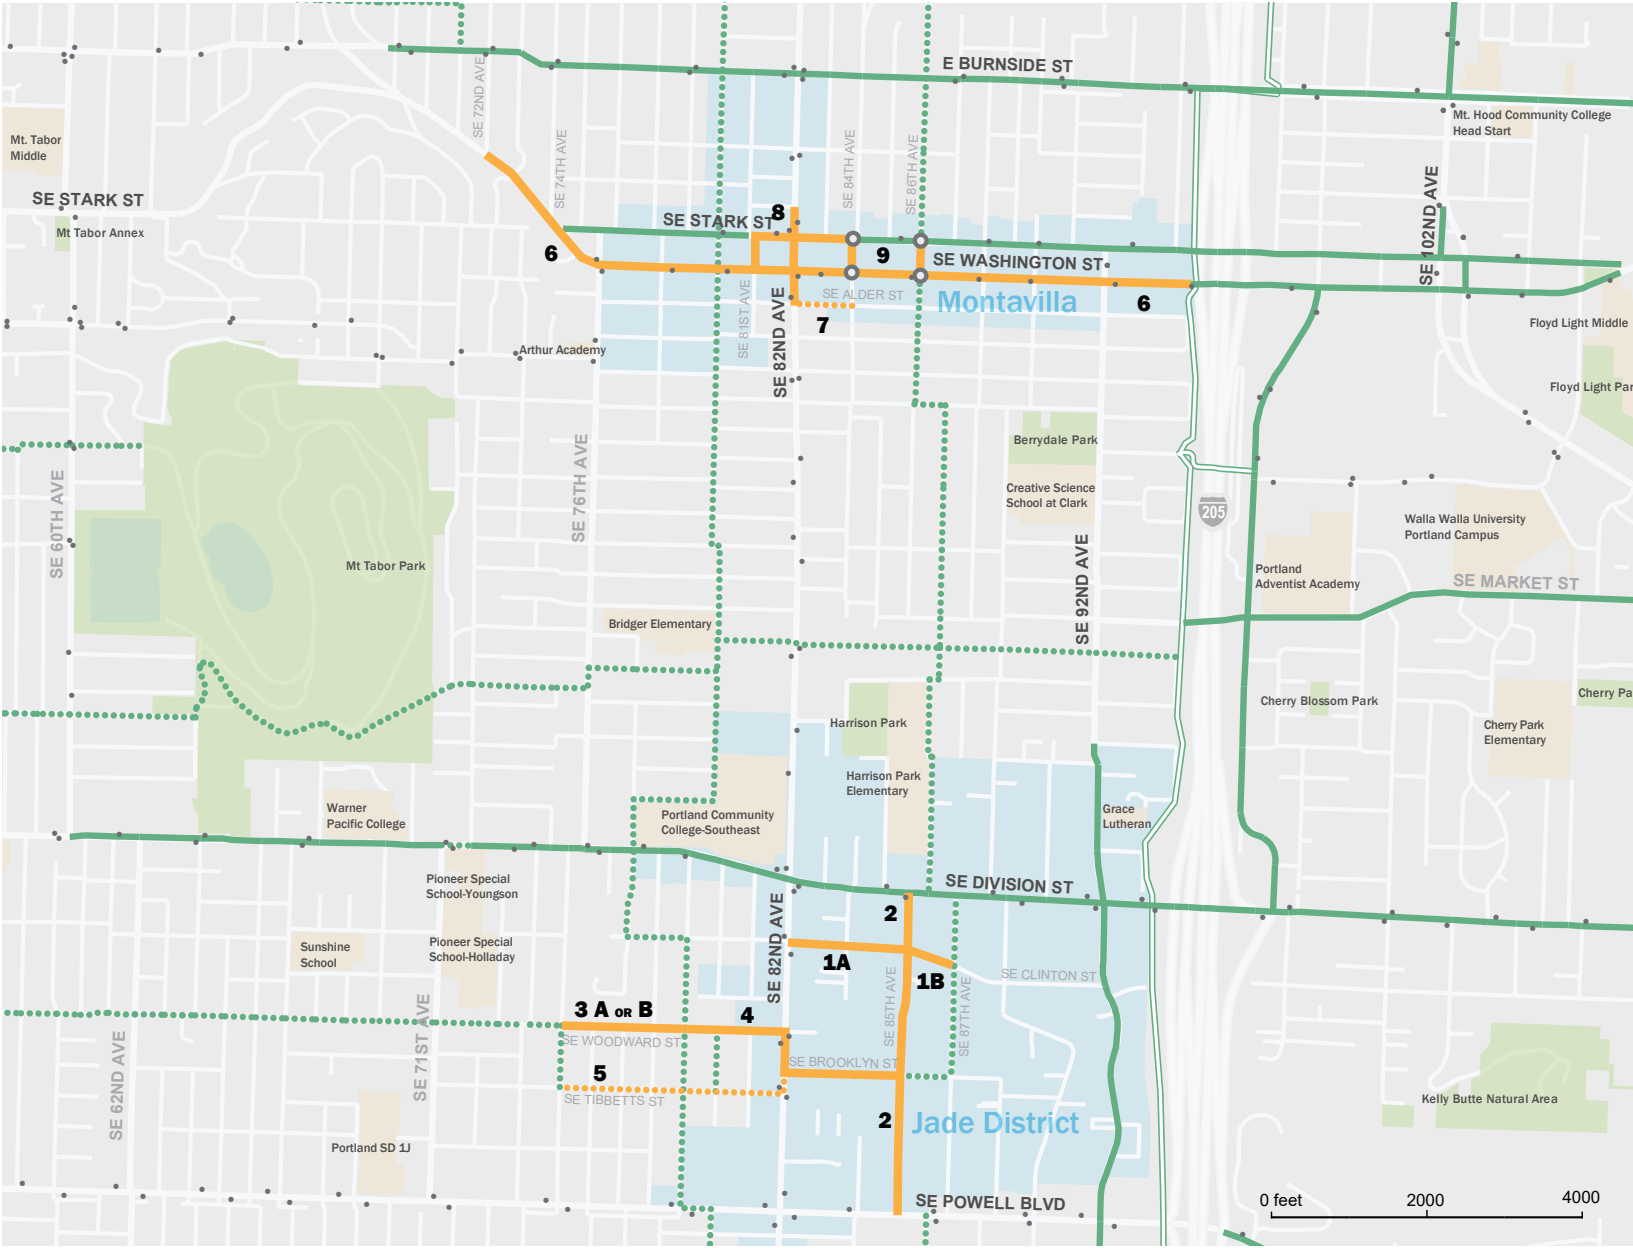 E BURNSIDE ST
SE 72ND AVE
Mt. Hood Community College
Head Start
Mt. Tabor
Middle
SE 74TH AVE
SE 84TH AVE
SE 86TH AVE
SE 102ND AVE
SE STARK ST
Mt Tabor Annex
SE STARK ST
8
6
9
SE WASHINGTON ST
SE ALDER ST
Montavilla
6
7
SE 81ST AVE
SE 82ND AVE
Floyd Light Middle
Arthur Academy
Floyd Light Par
Berrydale Park
SE 60TH AVE
SE 76TH AVE
Creative Science
School at Clark
205
Walla Walla University
Portland Campus
Mt Tabor Park
SE 92ND AVE
Portland
Adventist Academy
SE MARKET ST
Bridger Elementary
Cherry Blossom Park
Cherry Pa
Harrison Park
Cherry Park
Elementary
Harrison Park
Elementary
Warner
Pacific College
Portland Community
College-Southeast
Grace
Lutheran
Pioneer Special
School-Youngson
SE DIVISION ST
2
SE 82ND AVE
Sunshine
School
Pioneer Special
School-Holladay
1A
1B
SE CLINTON ST
SE 85TH AVE
SE 87TH AVE
3 A OR B
4
SE 62ND AVE
SE 71ST AVE
SE WOODWARD ST
SE BROOKLYN ST
5
SE TIBBETTS ST
2
Jade District
Kelly Butte Natural Area
Portland SD 1J
SE POWELL BLVD
0 feet
2000
4000